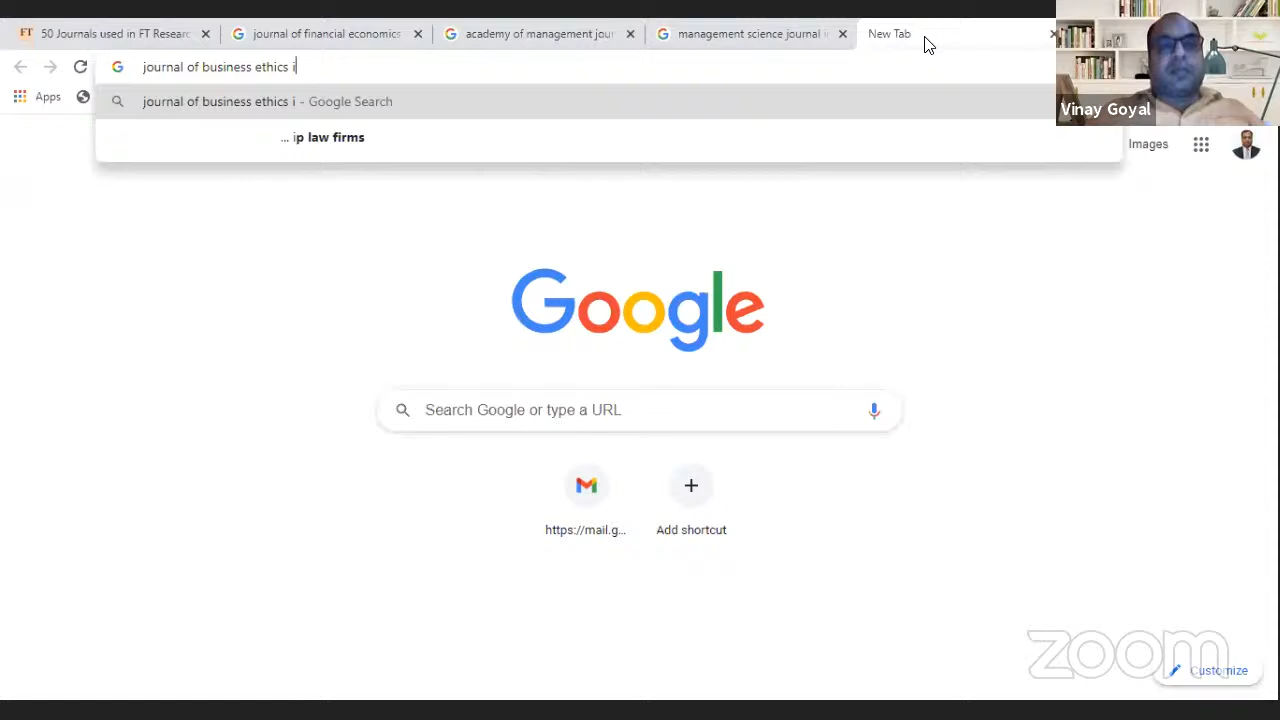 FT 50 Journals used in FT Researc
journal of financial economics
academy of management jour
management science journal i
New Tab
journal of business ethics i
Apps
journal of business ethics i - Google Search
... ip law firms
Vinay Goyal
Images
Google
Search Google or type a URL
https://mail.g...
Add shortcut
zoom
Customize